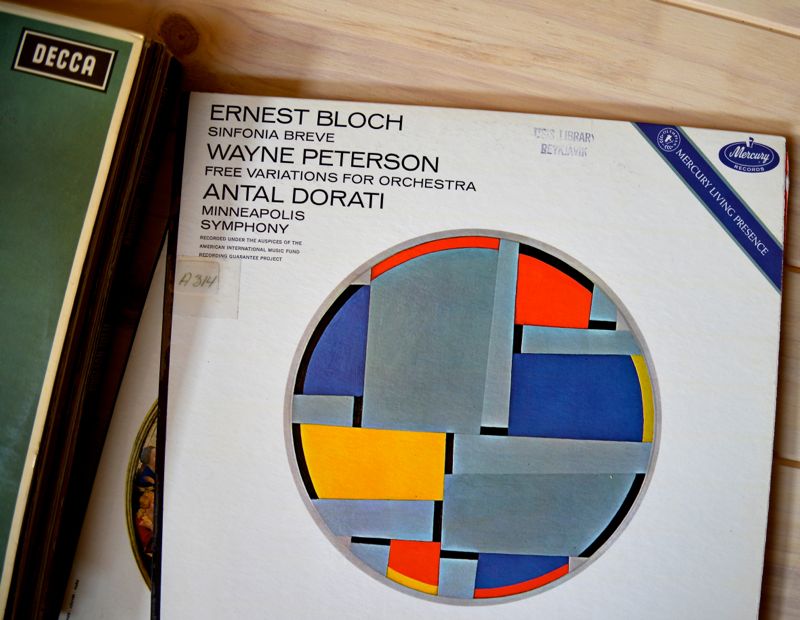 DECCA
ERNEST BLOCH
SINFONIA BREVE
WAYNE PETERSON
FREE VARIATIONS FOR ORCHESTRA
ANTAL DORATI
MINNEAPOLIS
SYMPHONY
RECORDED UNDER THE AUSPICES OF THE
AMERICAN INTERNATIONAL MUSIC FUND
RECORDING GUARANTEE PROJECT
A 314
USIS LIBRARY
REYKJAVIK
MERCURY LIVING PRESENCE
Mercury
RECORDS